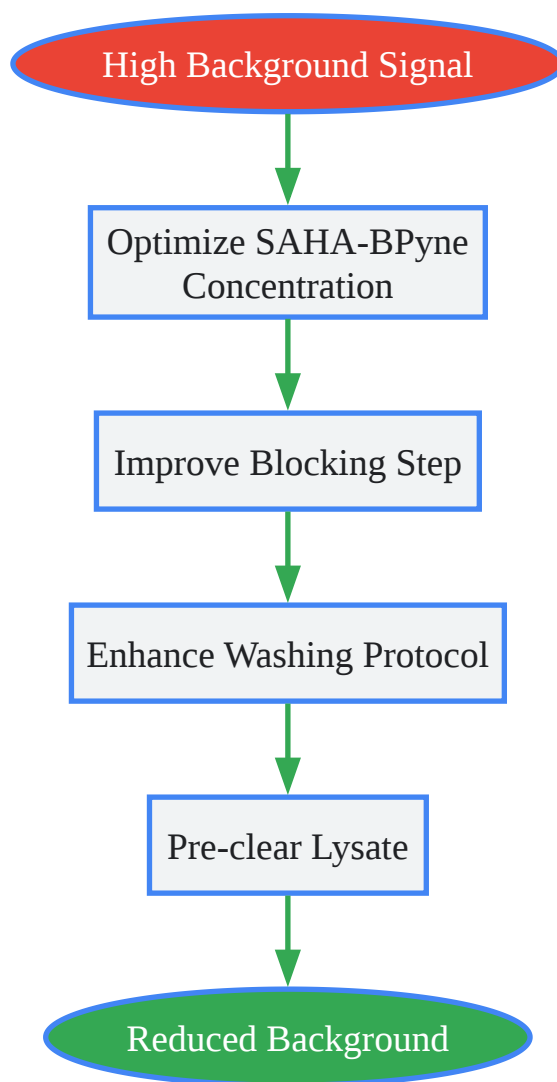 High Background Signal
Optimize SAHA-BPyne
Concentration
Improve Blocking Step
Enhance Washing Protocol
Pre-clear Lysate
Reduced Background